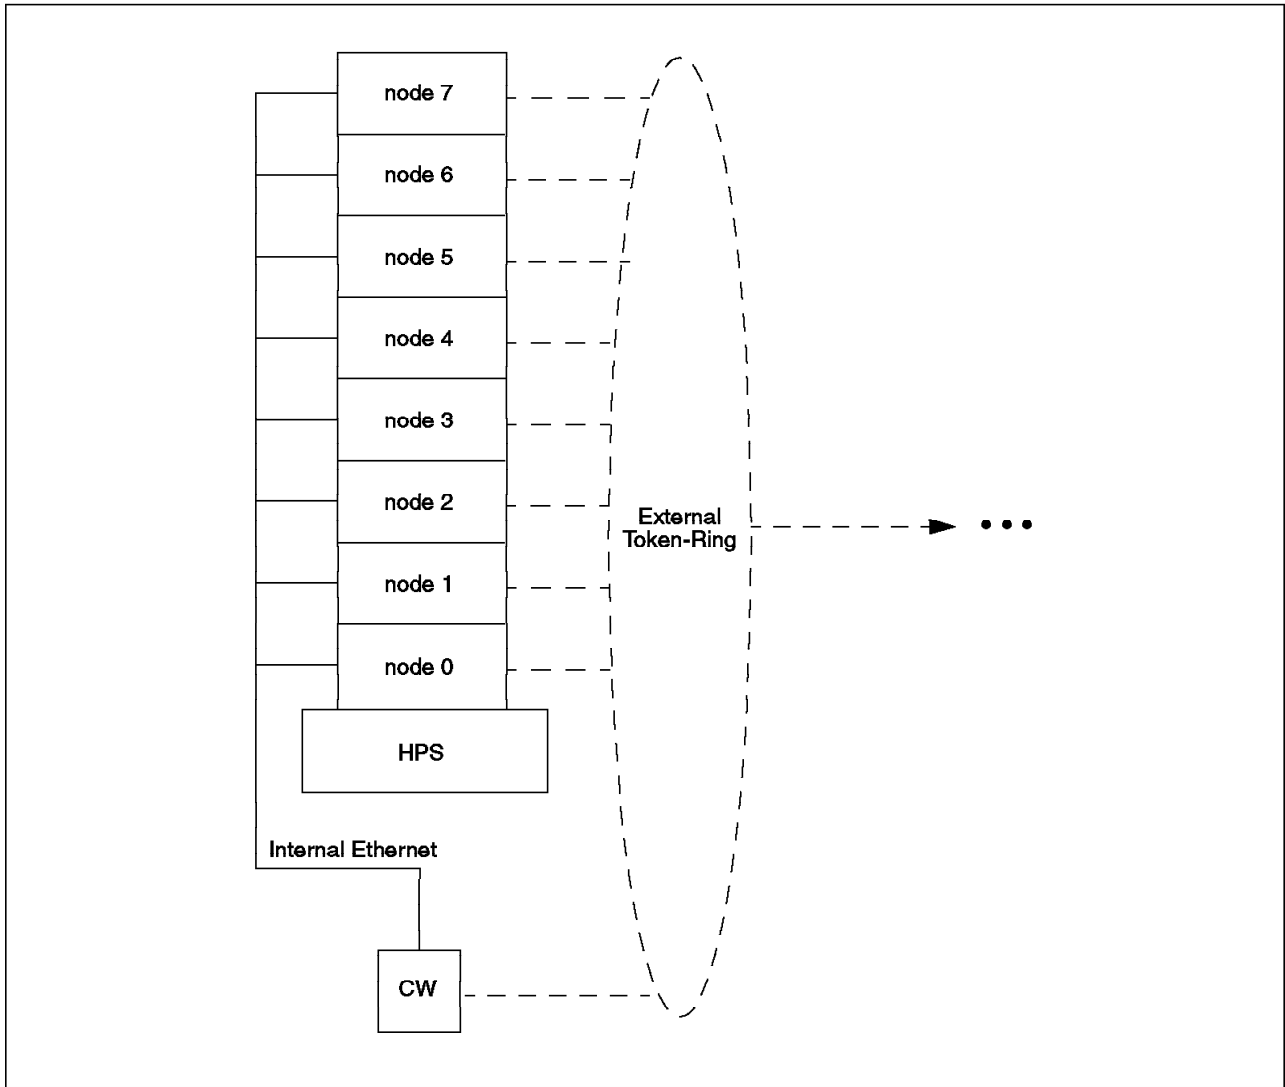 node 7
node 6
node 5
node 4
node 3
node 2
External
Token-Ring
node 1
node 0
HPS
Internal Ethernet
CW